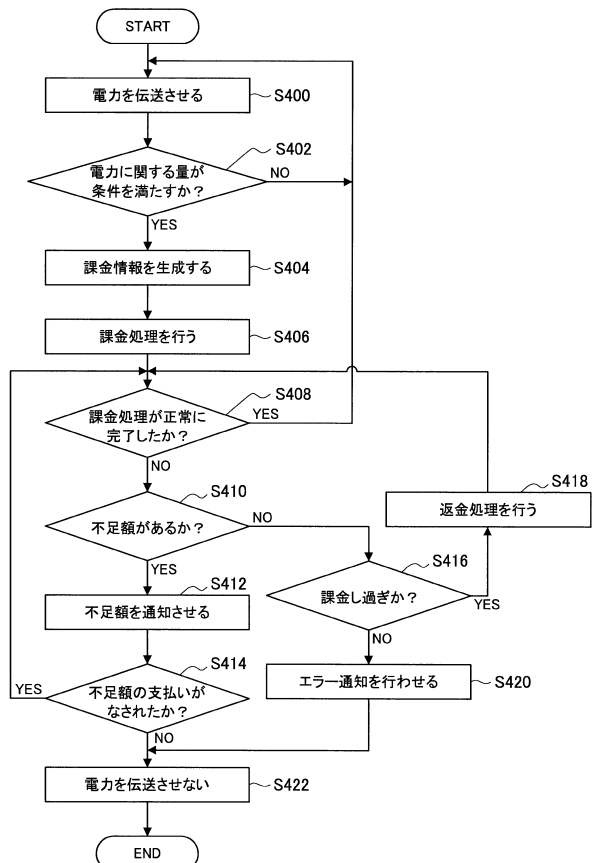 START
電力を伝送させる
S400
電力に関する量が
条件を満たすか？
S402
NO
YES
課金情報を生成する
S404
課金処理を行う
S406
課金処理が正常に
完了したか？
S408
YES
NO
不足額があるか？
S410
NO
YES
返金処理を行う
S418
課金し過ぎか？
S416
YES
NO
不足額を通知させる
S412
エラー通知を行わせる
S420
不足額の支払いが
なされたか？
S414
YES
NO
電力を伝送させない
S422
END